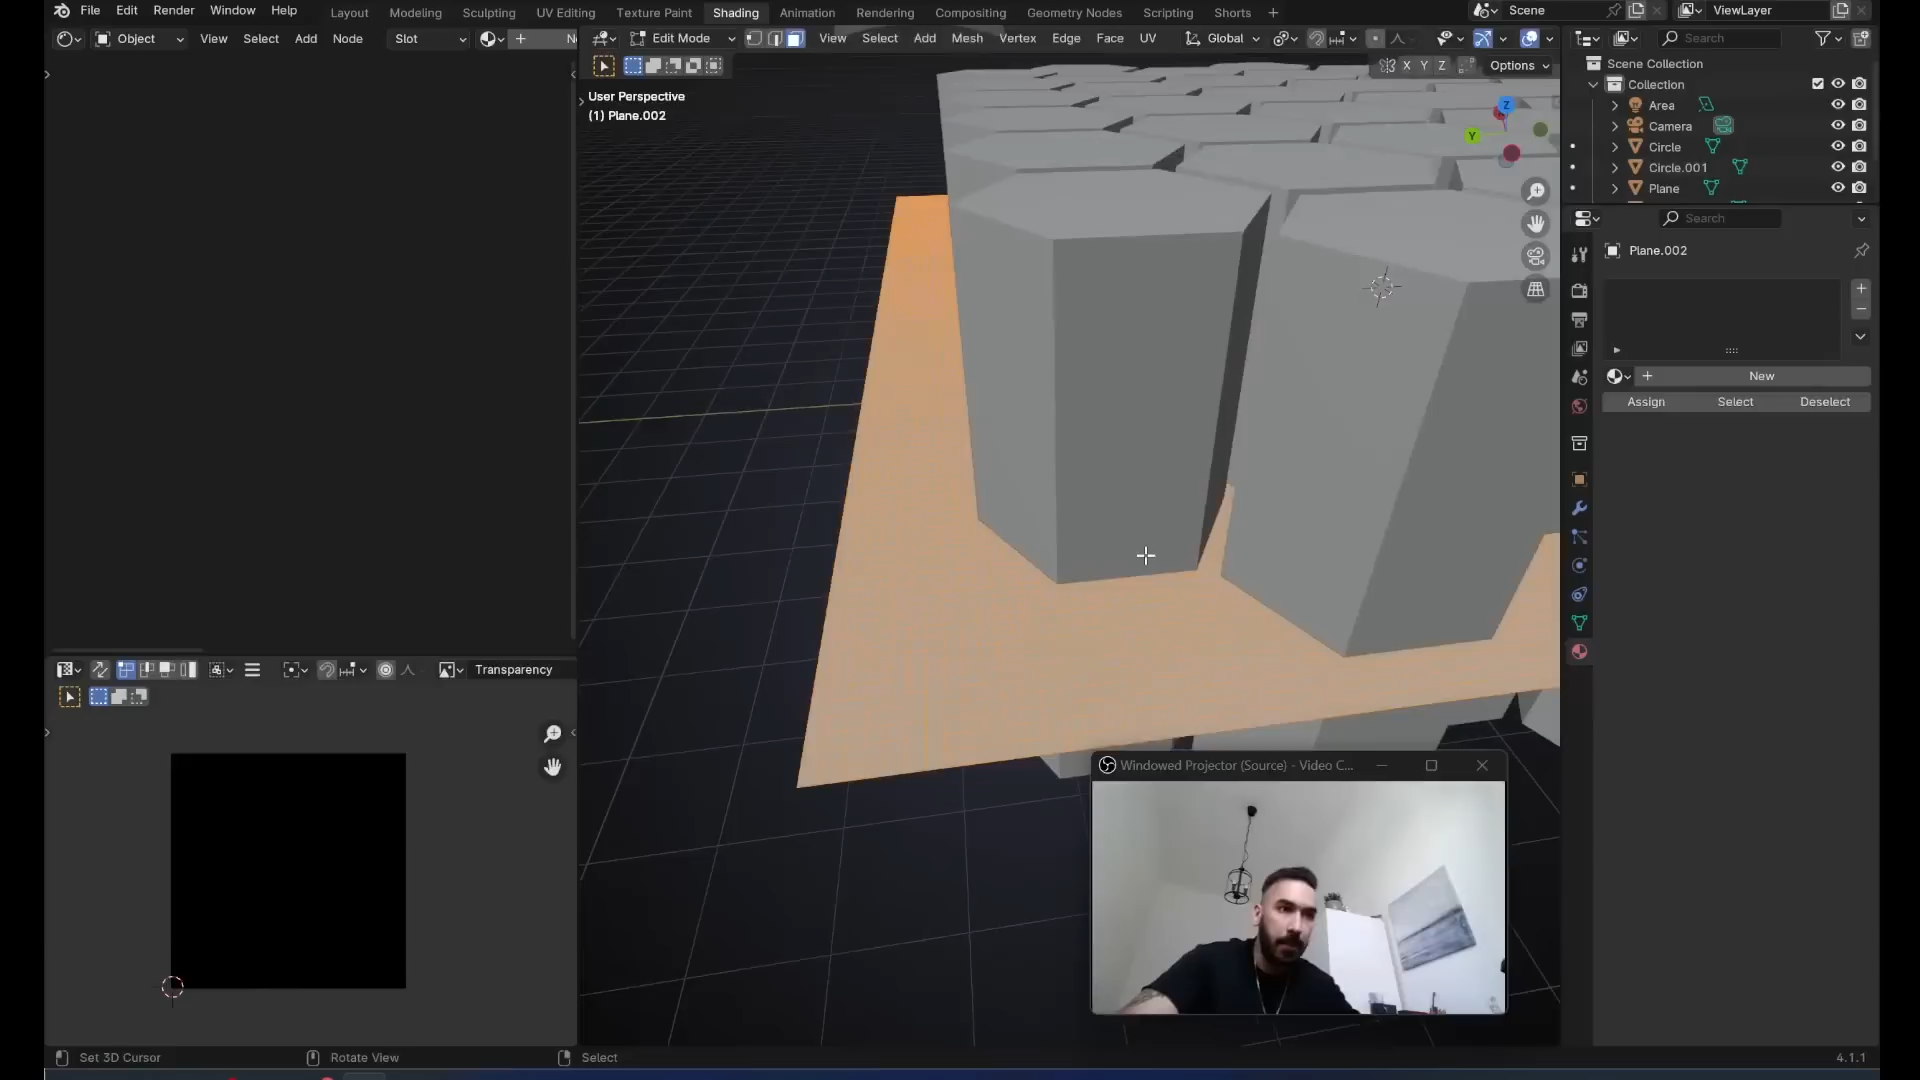 File Edit Render Window Help Layout Modeling Sculpting UV Editing Texture Paint Shading Animation Rendering Compositing Geometry Nodes Scripting Shorts + Scene ViewLayer
Object View Select Add Node Slot Edit Mode View Select Add Mesh Vertex Edge Face UV Global Search
X Y Z Options
User Perspective
(1) Plane.002
Z
Y
Scene Collection
Collection
Area
Camera
Circle
Circle.001
Plane
Search
Plane.002
New
Assign Select Deselect
Transparency
Windowed Projector (Source) - Video C...
Set 3D Cursor Rotate View Select 4.1.1